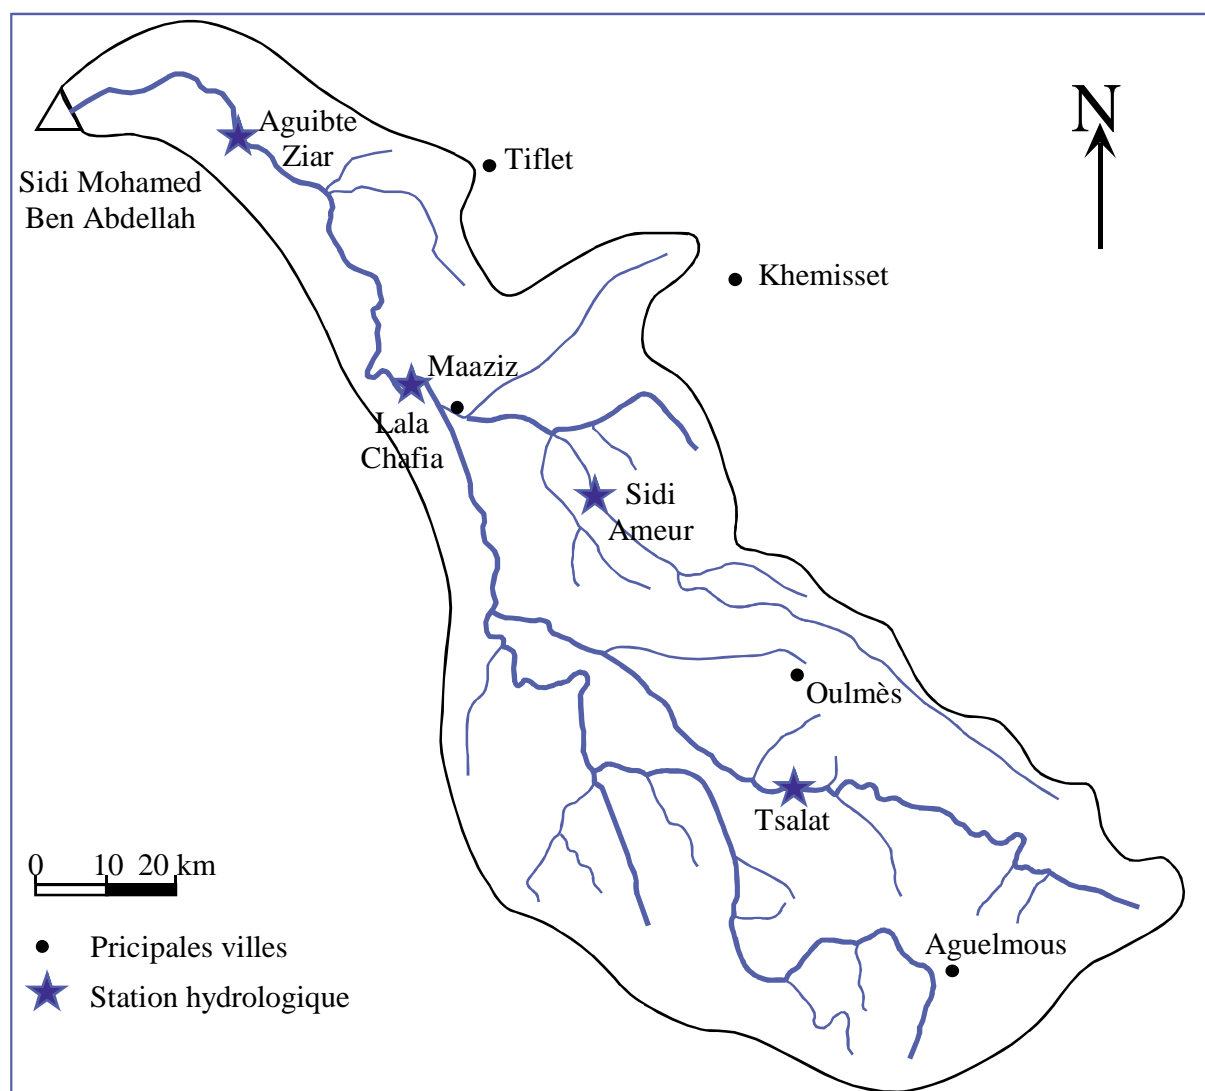 N
Aguibte
Ziar
Tiflet
Sidi Mohamed
Ben Abdellah
Khemisset
Maaziz
Lala
Chafia
Sidi
Ameur
Oulmès
Tsalat
0 10 20 km
Aguelmous
Pricipales villes
Station hydrologique